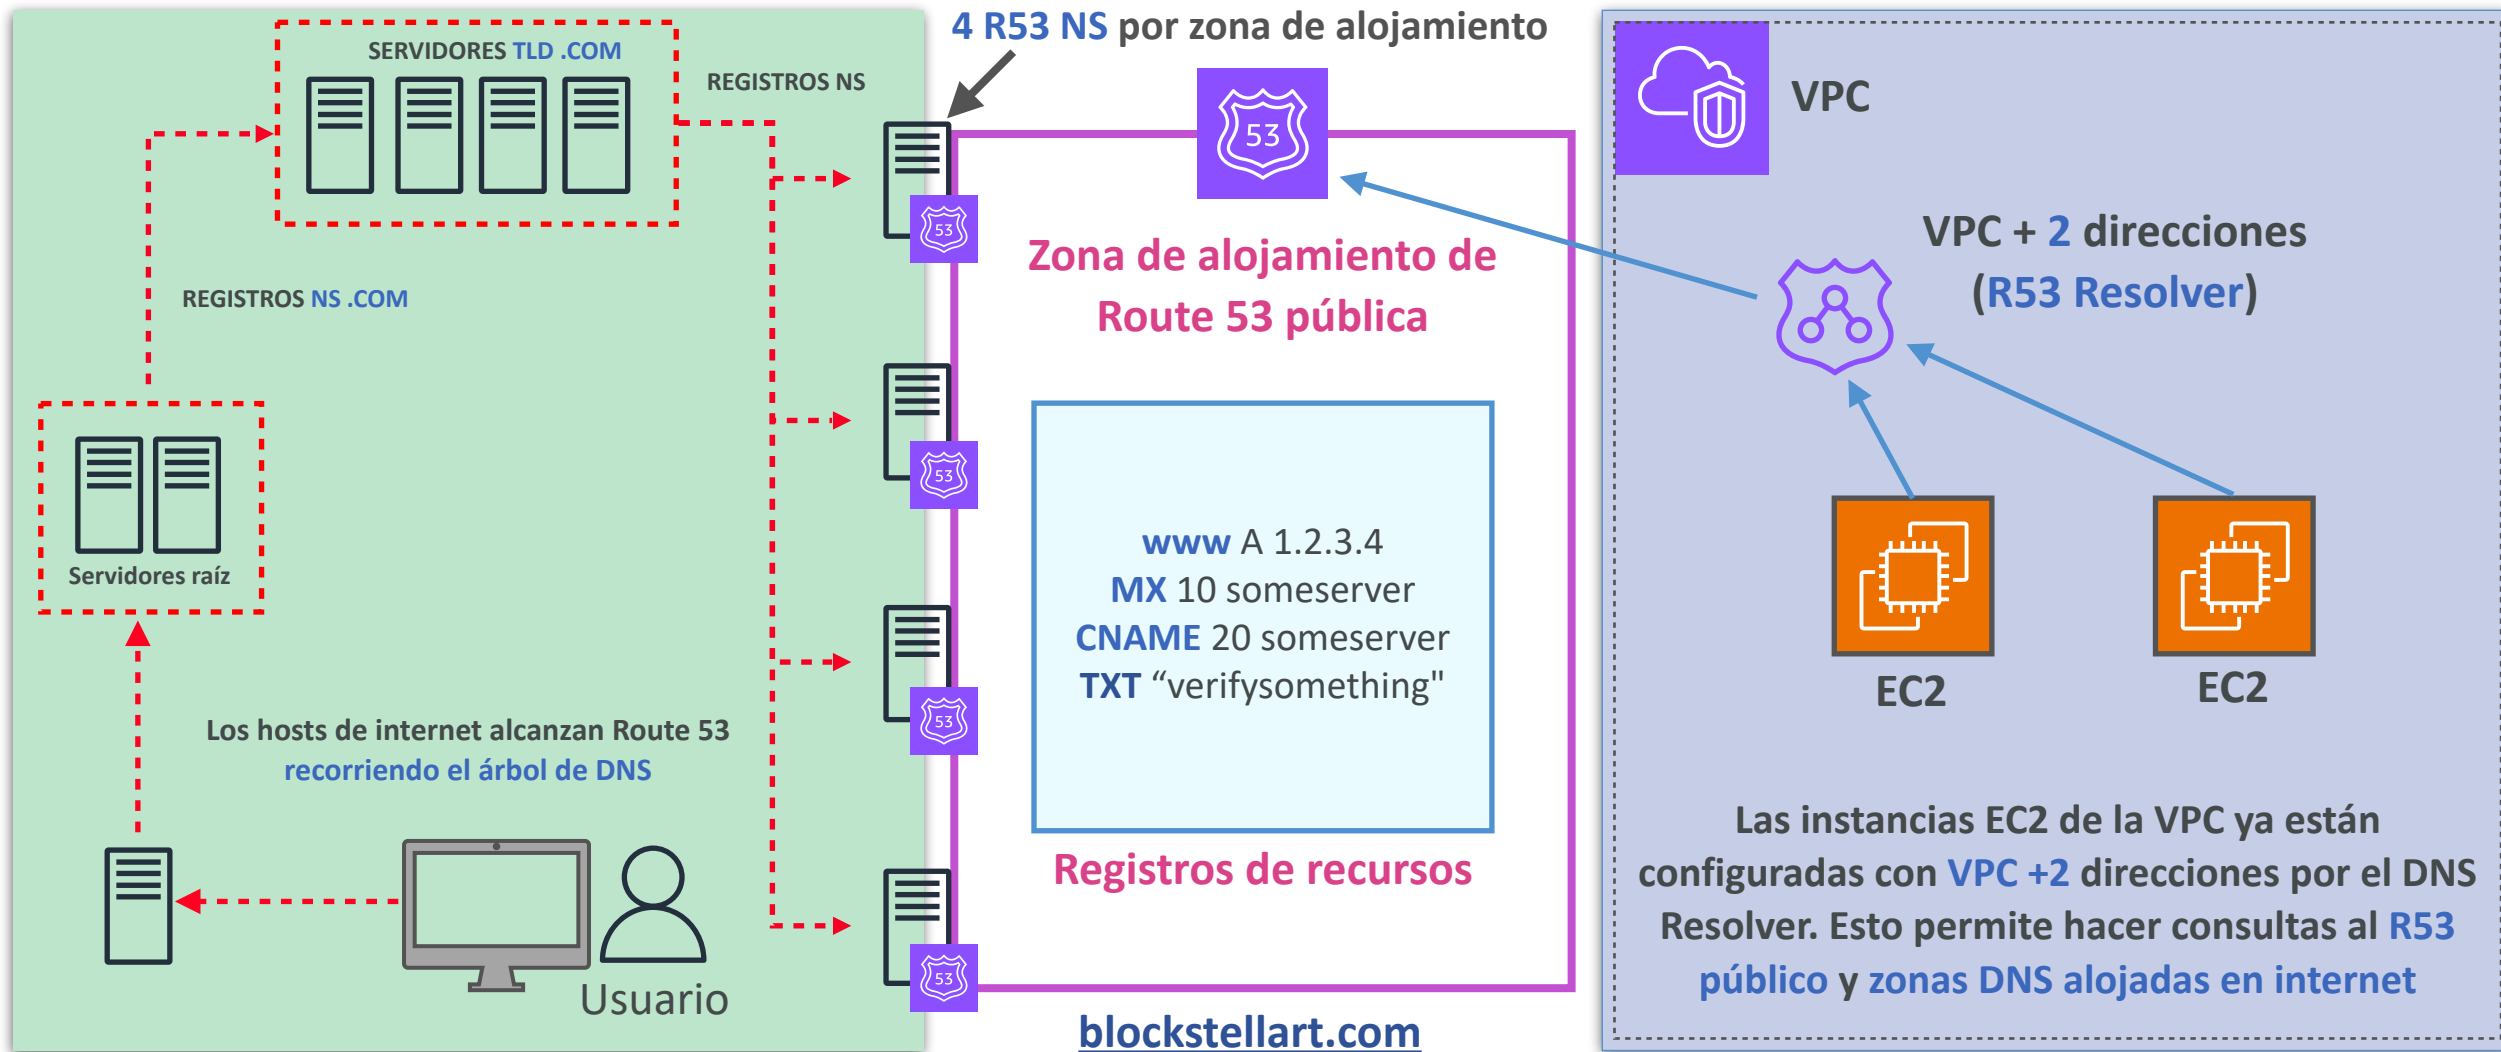 4 R53 NS por zona de alojamiento
SERVIDORES TLD .COM
REGISTROS NS
REGISTROS NS .COM
Servidores raíz
Los hosts de internet alcanzan Route 53
recorriendo el árbol de DNS
Usuario
53
53
53
53
53
Zona de alojamiento de
Route 53 pública
www A 1.2.3.4
MX 10 someserver
CNAME 20 someserver
TXT “verifysomething"
Registros de recursos
blockstellart.com
VPC
VPC + 2 direcciones
(R53 Resolver)
EC2
EC2
Las instancias EC2 de la VPC ya están
configuradas con VPC +2 direcciones por el DNS
Resolver. Esto permite hacer consultas al R53
público y zonas DNS alojadas en internet